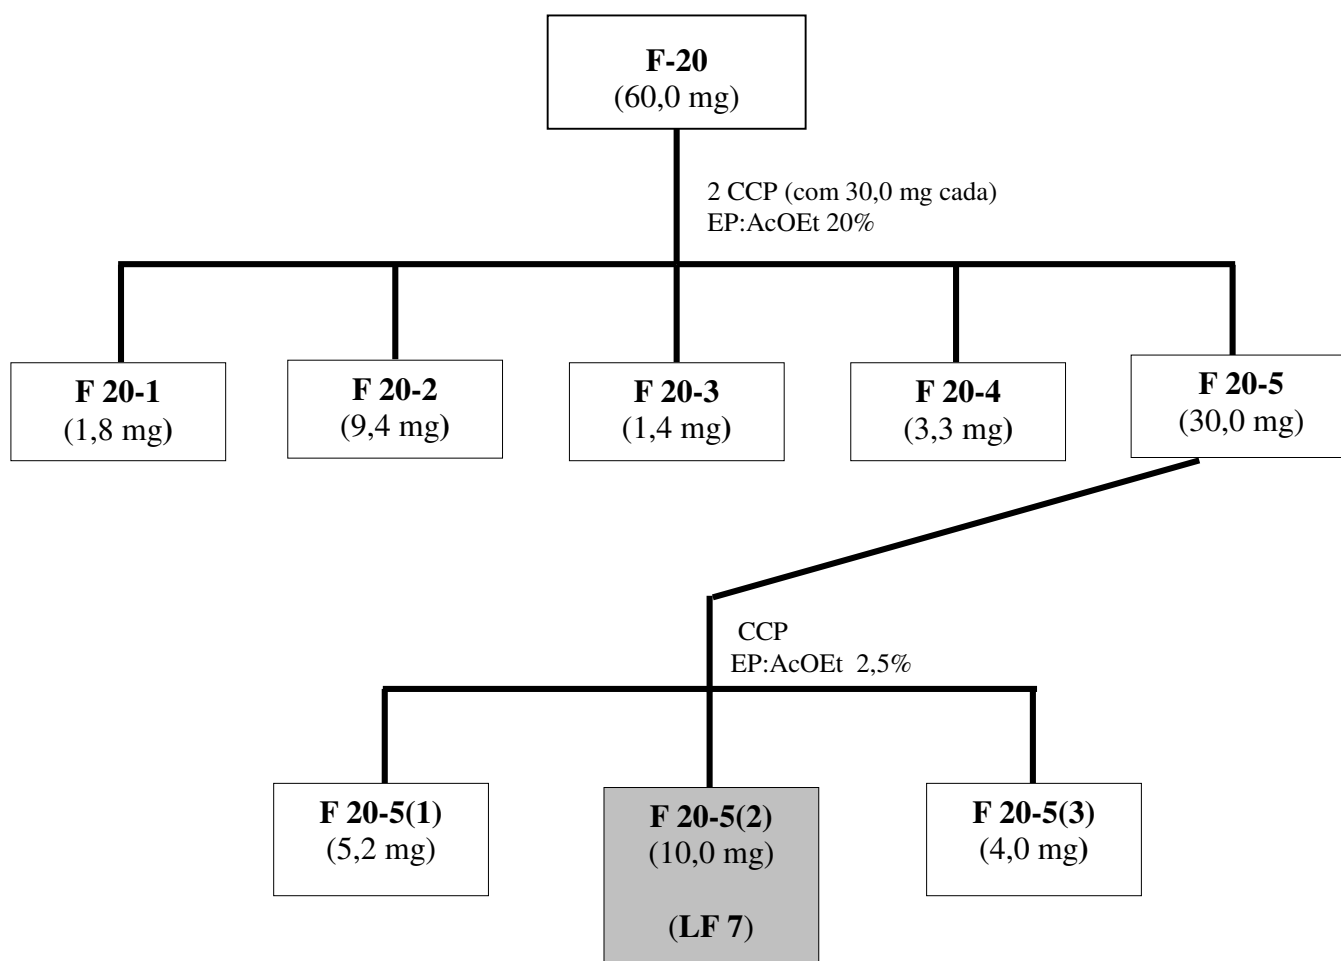 F-20
(60,0 mg)
2 CCP (com 30,0 mg cada)
EP:AcOEt 20%
F 20-1
(1,8 mg)
F 20-2
(9,4 mg)
F 20-3
(1,4 mg)
F 20-4
(3,3 mg)
F 20-5
(30,0 mg)
CCP
EP:AcOEt 2,5%
F 20-5(1)
(5,2 mg)
F 20-5(2)
(10,0 mg)
(LF 7)
F 20-5(3)
(4,0 mg)